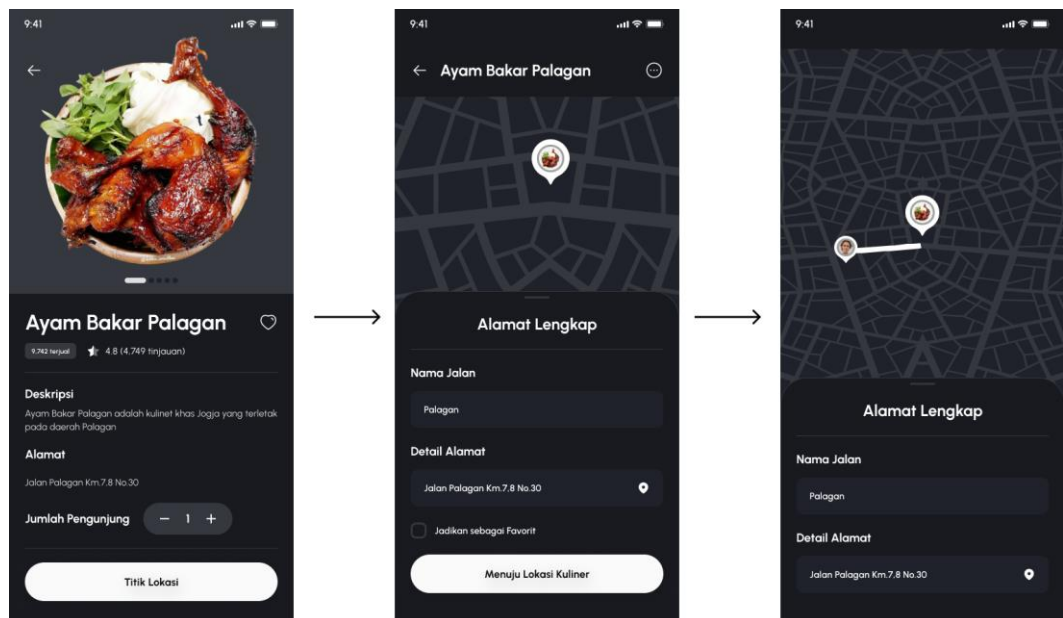 9:41
Ayam Bakar Palagan
9.742 terjual
4.8 (4.749 tinjauan)
Deskripsi
Ayam Bakar Palagan adalah kulinet khas Jogja yang terletak
pada daerah Palagan
Alamat
Jalan Palagan Km.7.8 No.30
Jumlah Pengunjung
1
Titik Lokasi
9:41
Ayam Bakar Palagan
Alamat Lengkap
Nama Jalan
Palagan
Detail Alamat
Jalan Palagan Km.7.8 No.30
Jadikan sebagai Favorit
Menuju Lokasi Kuliner
9:41
Alamat Lengkap
Nama Jalan
Palagan
Detail Alamat
Jalan Palagan Km.7.8 No.30